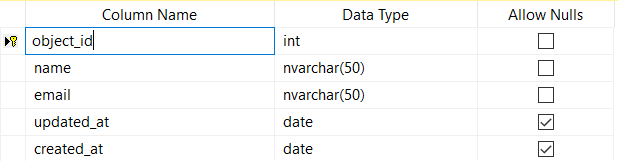 Column Name Data Type Allow Nulls
object_id int
name nvarchar(50)
email nvarchar(50)
updated_at date
created_at date